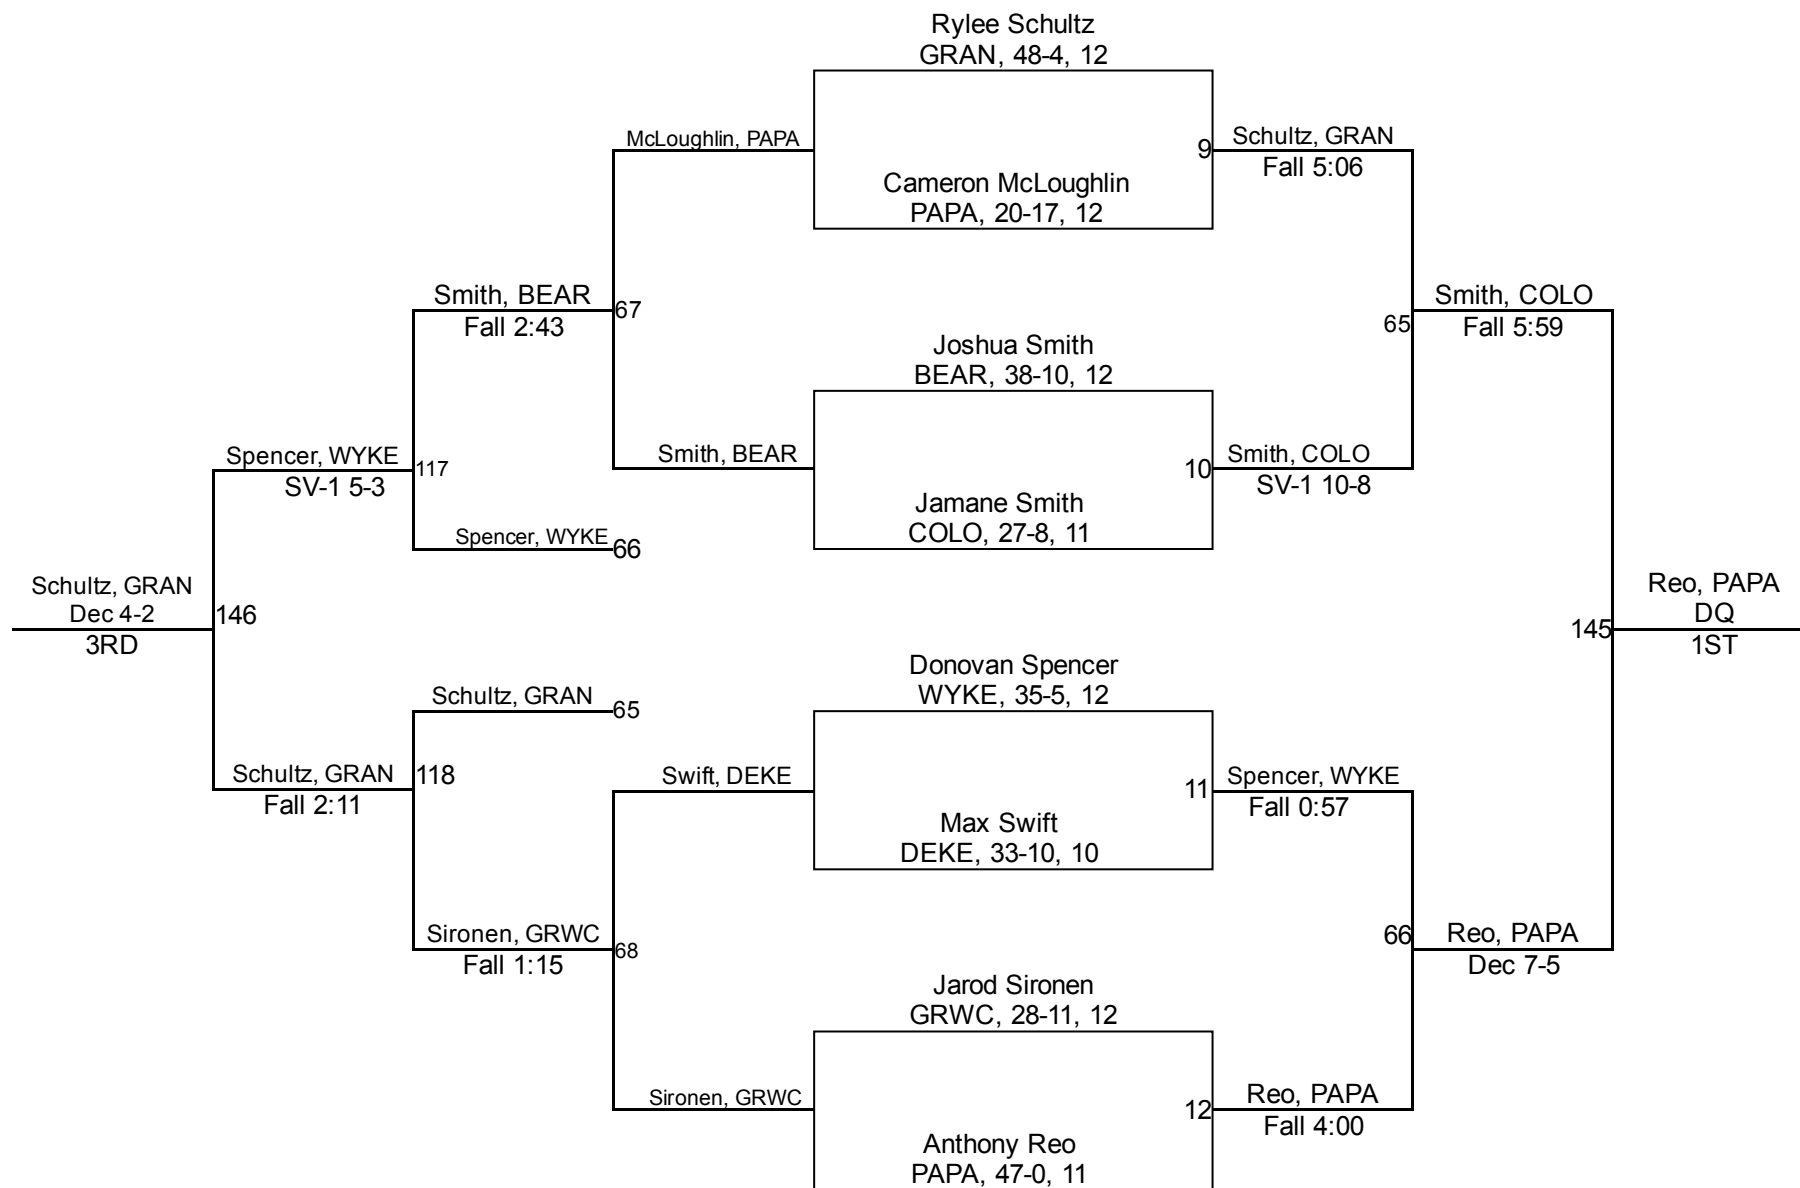 Rylee Schultz
GRAN, 48-4, 12
McLoughlin, PAPA
9
Schultz, GRAN
Fall 5:06
Cameron McLoughlin
PAPA, 20-17, 12
Smith, BEAR
Fall 2:43
67
Smith, COLO
Fall 5:59
65
Joshua Smith
BEAR, 38-10, 12
Spencer, WYKE
SV-1 5-3
117
Smith, BEAR
10
Smith, COLO
SV-1 10-8
Jamane Smith
COLO, 27-8, 11
Spencer, WYKE
66
Schultz, GRAN
Dec 4-2
3RD
146
145
Reo, PAPA
DQ
1ST
Donovan Spencer
WYKE, 35-5, 12
Schultz, GRAN
65
Schultz, GRAN
Fall 2:11
118
Swift, DEKE
11
Spencer, WYKE
Fall 0:57
Max Swift
DEKE, 33-10, 10
Sironen, GRWC
Fall 1:15
68
66
Reo, PAPA
Dec 7-5
Jarod Sironen
GRWC, 28-11, 12
Sironen, GRWC
12
Reo, PAPA
Fall 4:00
Anthony Reo
PAPA, 47-0, 11